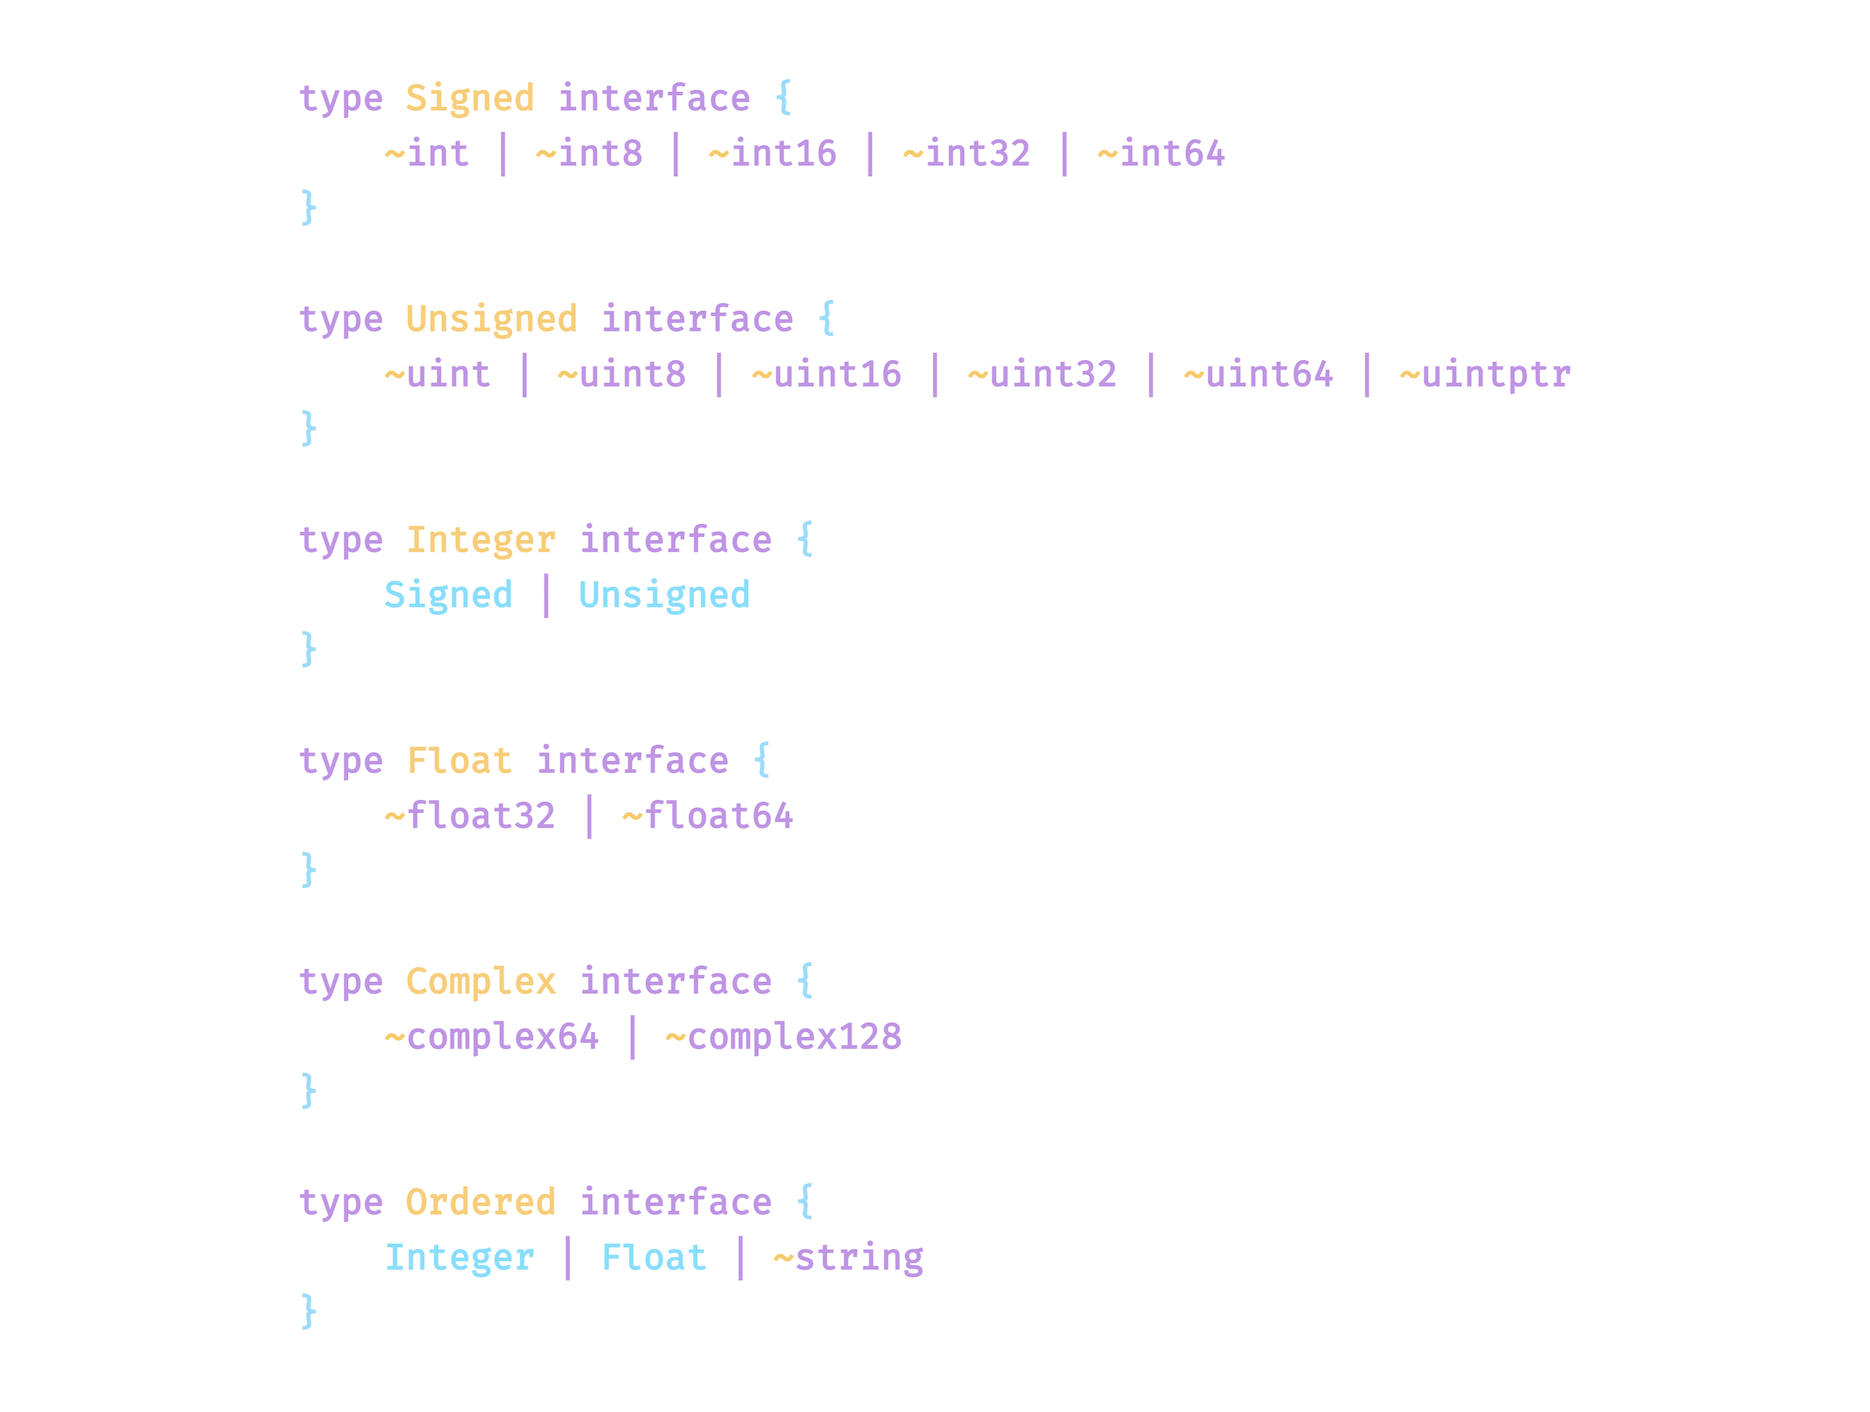 type Signed interface {
    ~int | ~int8 | ~int16 | ~int32 | ~int64
}

type Unsigned interface {
    ~uint | ~uint8 | ~uint16 | ~uint32 | ~uint64 | ~uintptr
}

type Integer interface {
    Signed | Unsigned
}

type Float interface {
    ~float32 | ~float64
}

type Complex interface {
    ~complex64 | ~complex128
}

type Ordered interface {
    Integer | Float | ~string
}